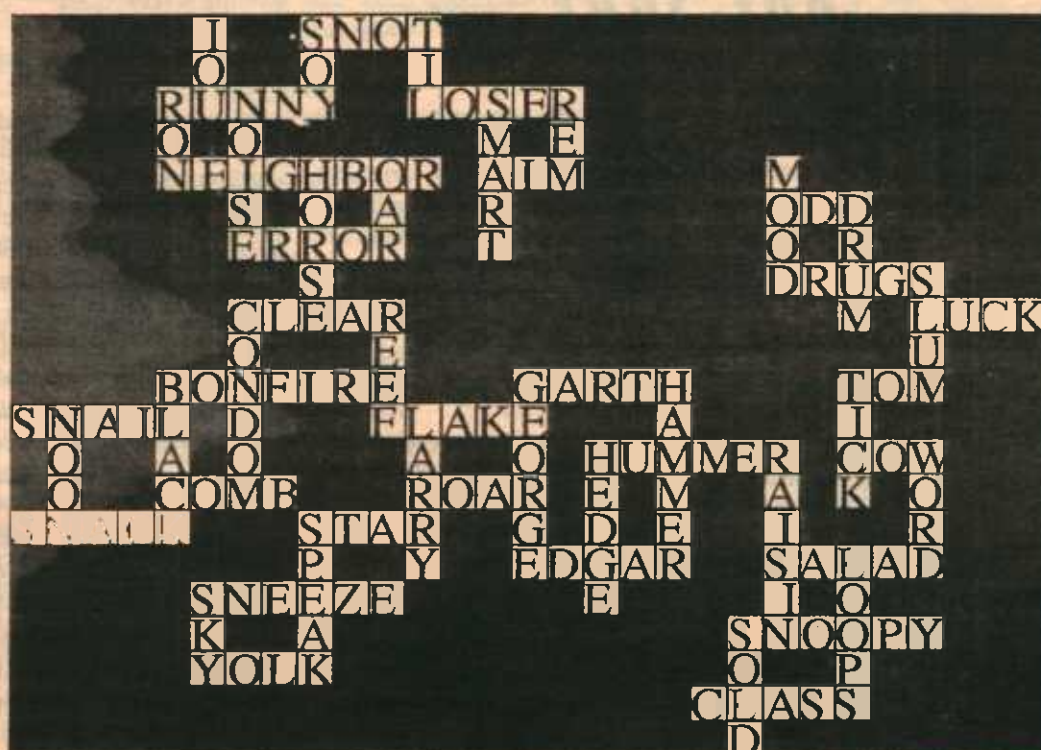 I SNOT
O O I
RUNNY LOSER
O O M E
NEIGHBOR AIM M
S O A R ODD
ERROR T O R
S DRUGS
CLEAR M LUCK
O E U
BONFIRE GARTH TOM
SNAIL D FLAKE A I
O A O A O HUMMER COW
O COMB ROAR E M A K O
STAR G D E I R
P Y EDGAR SALAD
SNEEZE E I O
K A SNOOPY
YOLK O P
CLASS
D